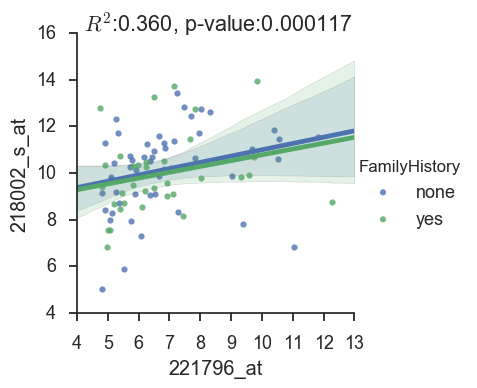 R²:0.360, p-value:0.000117
16
14
12
10
8
6
4
218002_s_at
4 5 6 7 8 9 10 11 12 13
221796_at
FamilyHistory
none
yes